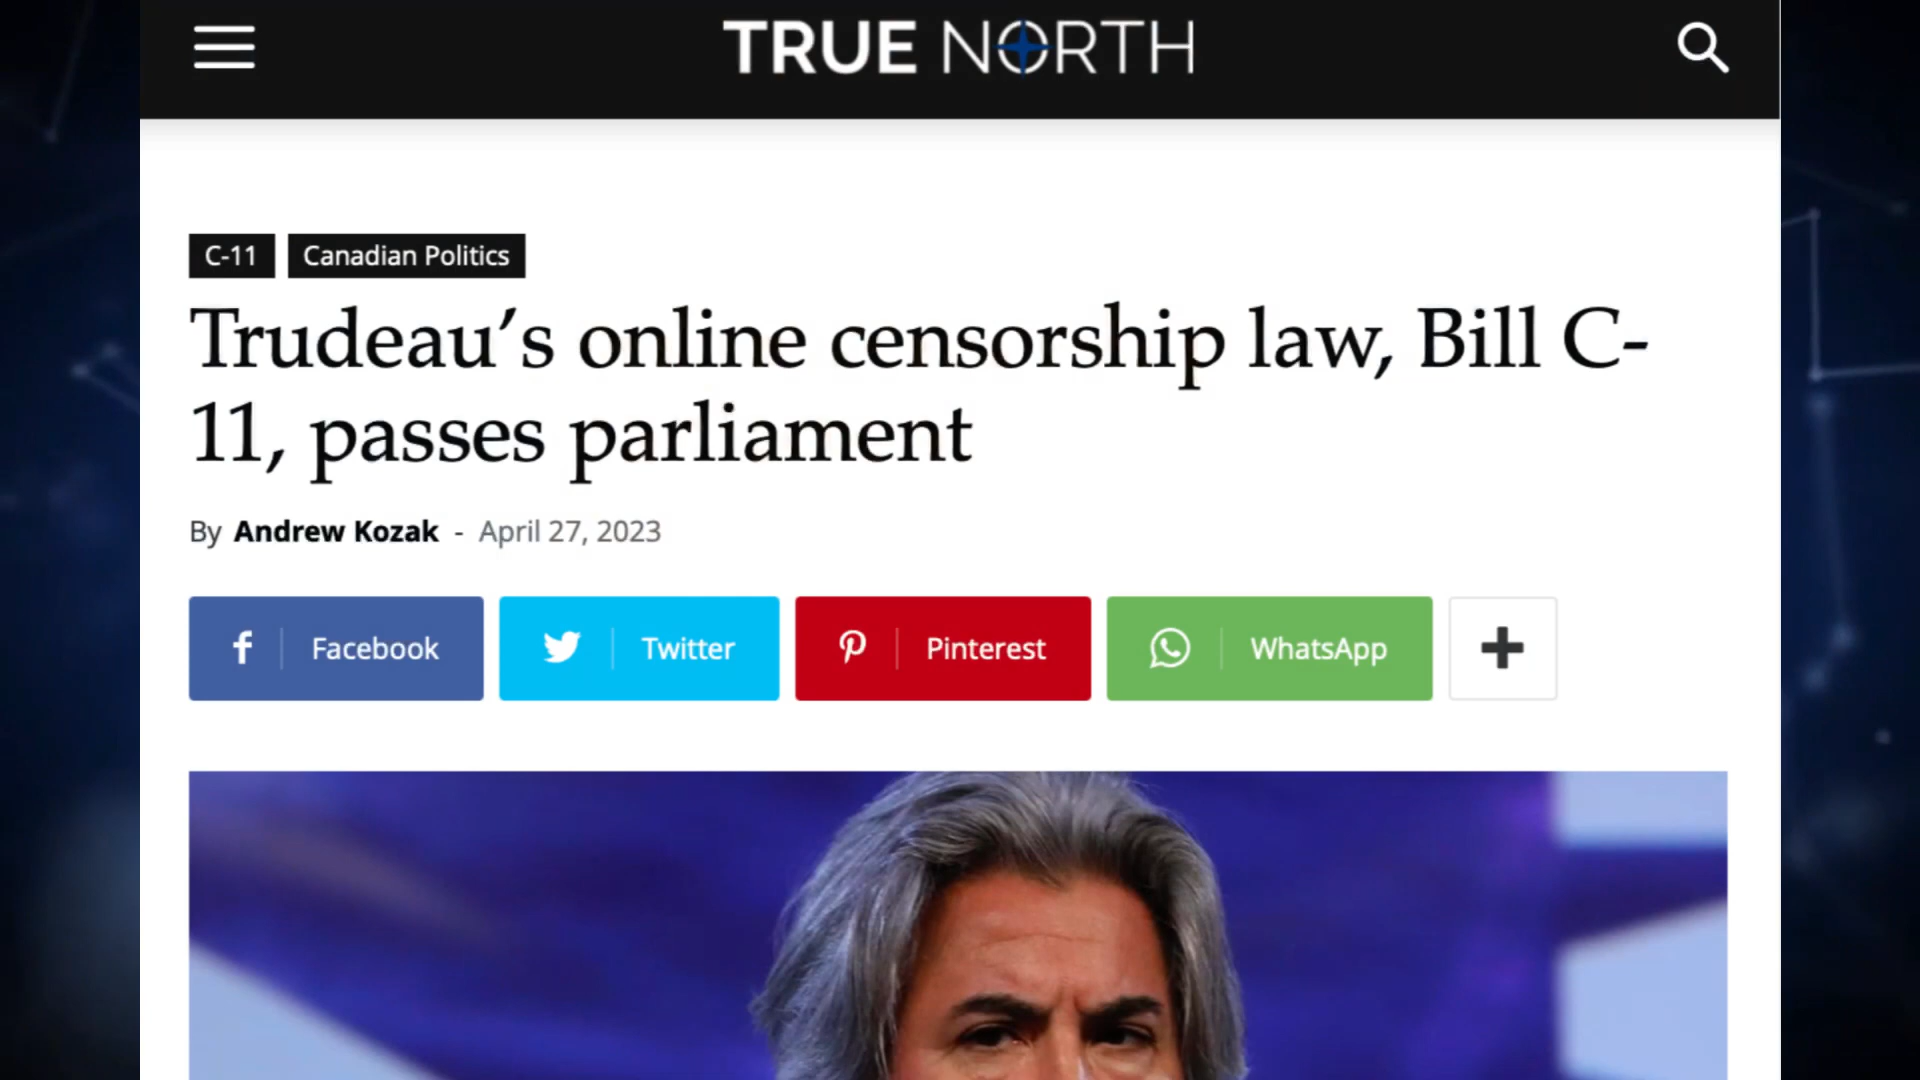 TRUE NORTH
C-11 Canadian Politics
Trudeau’s online censorship law, Bill C-
11, passes parliament
By Andrew Kozak - April 27, 2023
Facebook Twitter Pinterest WhatsApp